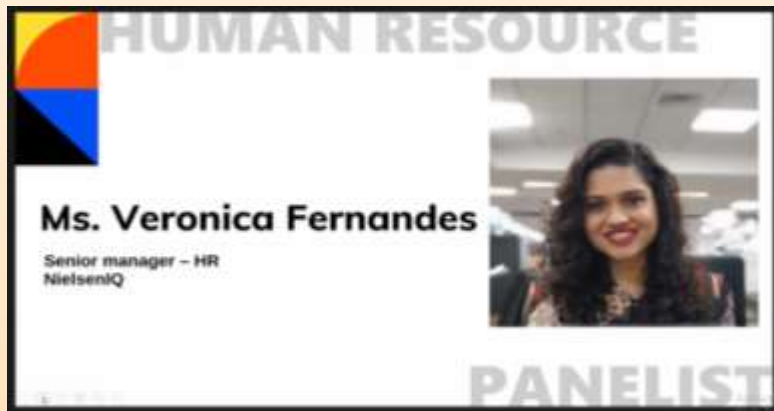 HUMAN RESOURCE
Ms. Veronica Fernandes
Senior manager – HR
NielsenIQ
PANELIST